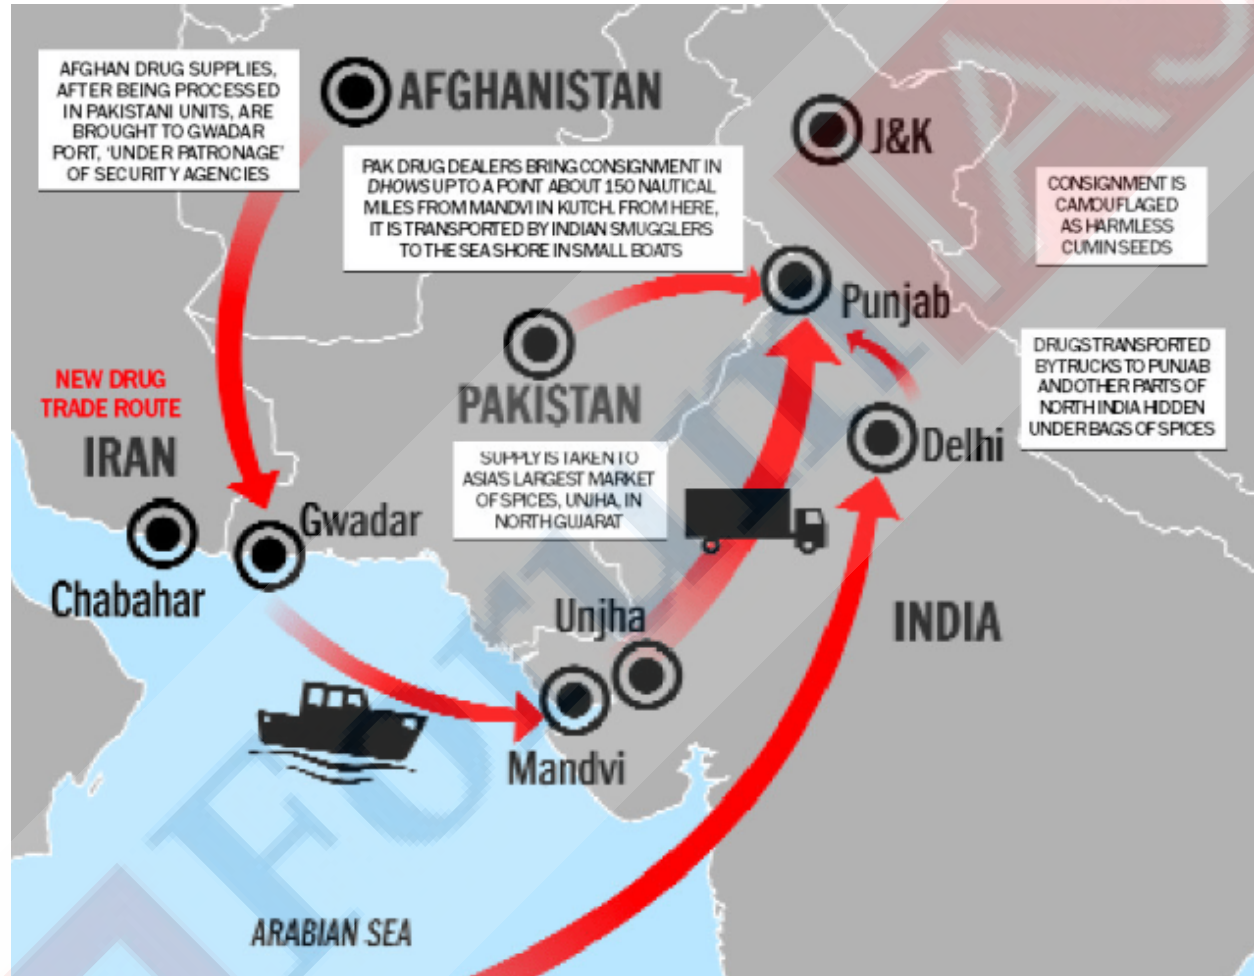 AFGHAN DRUG SUPPLIES,
AFTER BEING PROCESSED
IN PAKISTANI UNITS, ARE
BROUGHT TO GWADAR
PORT, ‘UNDER PATRONAGE’
OF SECURITY AGENCIES
AFGHANISTAN
J&K
PAK DRUG DEALERS BRING CONSIGNMENT IN
DHOWS UP TO A POINT ABOUT 150 NAUTICAL
MILES FROM MANDVI IN KUTCH. FROM HERE,
IT IS TRANSPORTED BY INDIAN SMUGGLERS
TO THE SEA SHORE IN SMALL BOATS
CONSIGNMENT IS
CAMOUFLAGED
AS HARMLESS
CUMIN SEEDS
Punjab
DRUGS TRANSPORTED
BY TRUCKS TO PUNJAB
AND OTHER PARTS OF
NORTH INDIA HIDDEN
UNDER BAGS OF SPICES
NEW DRUG
TRADE ROUTE
IRAN
PAKISTAN
Delhi
SUPPLY IS TAKEN TO
ASIA'S LARGEST MARKET
OF SPICES, UNJHA, IN
NORTH GUJARAT
Gwadar
Chabahar
Unjha
INDIA
Mandvi
ARABIAN SEA